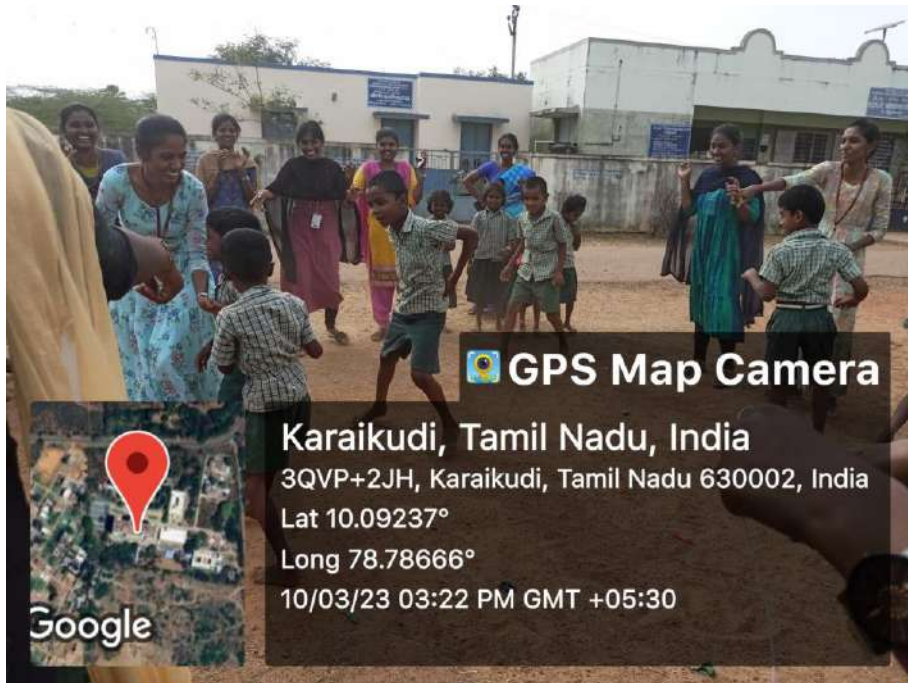 GPS Map Camera
Karaikudi, Tamil Nadu, India
3QVP+2JH, Karaikudi, Tamil Nadu 630002, India
Lat 10.09237°
Long 78.78666°
10/03/23 03:22 PM GMT +05:30
Google